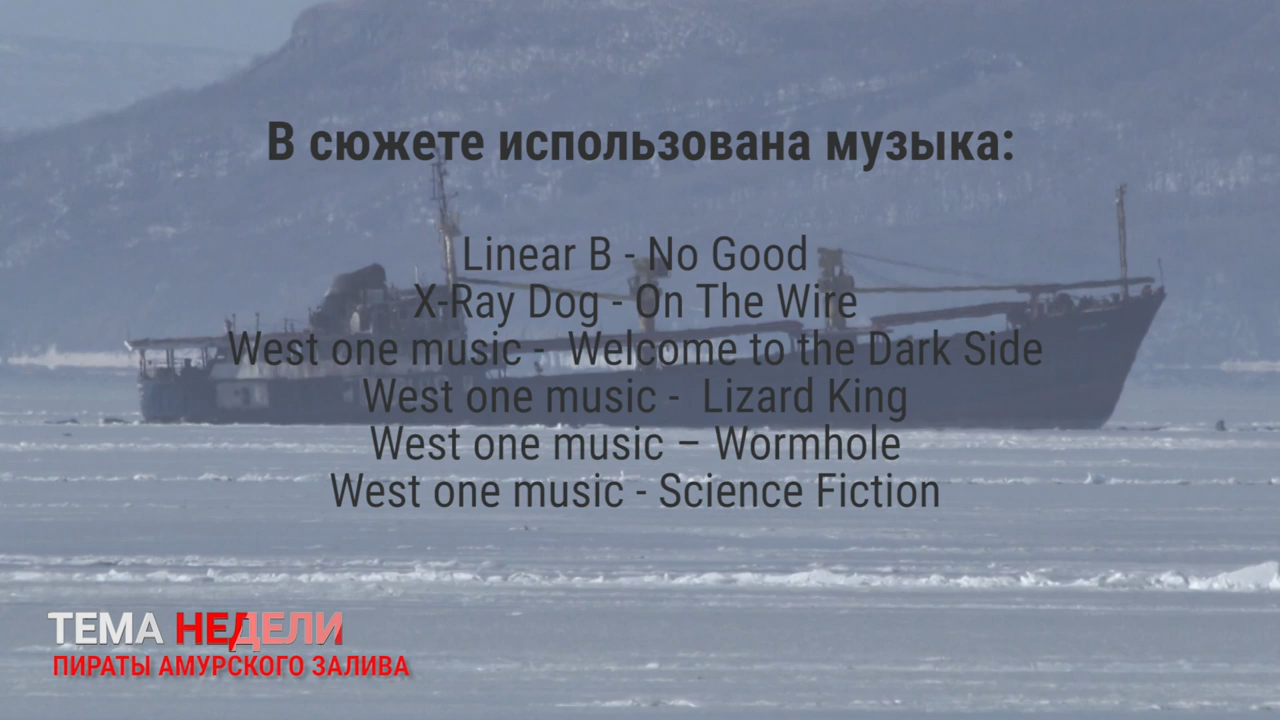 В сюжете использована музыка:
Linear B - No Good
X-Ray Dog - On The Wire
West one music -  Welcome to the Dark Side
West one music -  Lizard King
West one music – Wormhole
West one music - Science Fiction
ТЕМА НЕДЕЛИ
ПИРАТЫ АМУРСКОГО ЗАЛИВА